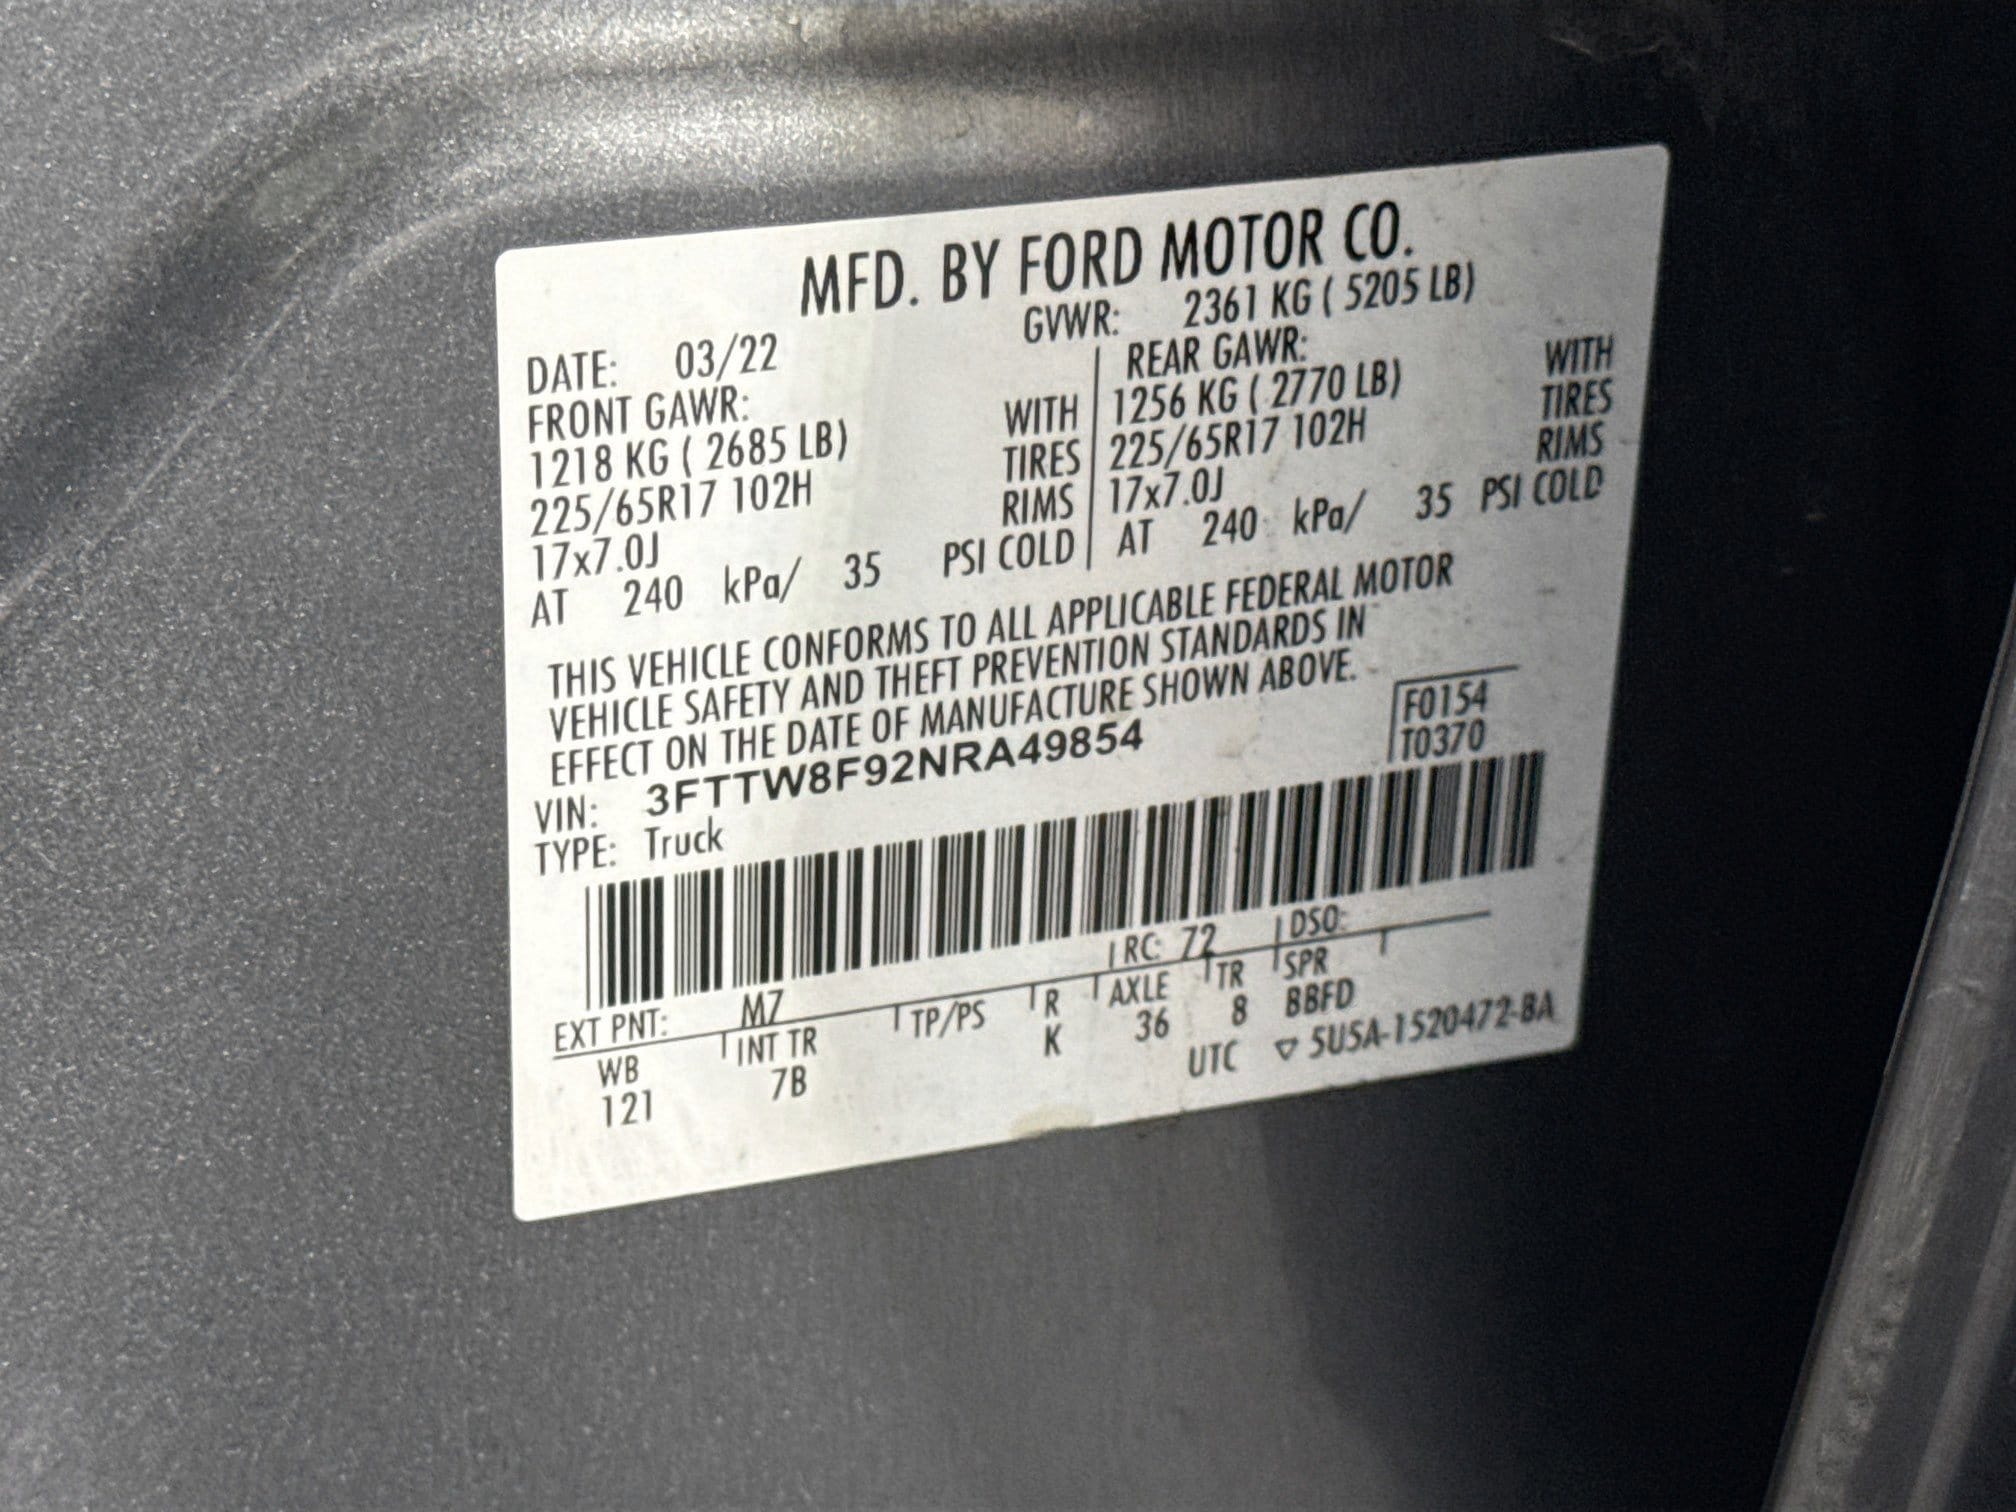 MFD. BY FORD MOTOR CO.
DATE: 03/22 GVWR: 2361 KG ( 5205 LB)
FRONT GAWR: REAR GAWR:
1218 KG ( 2685 LB) WITH 1256 KG ( 2770 LB) WITH
225/65R17 102H TIRES 225/65R17 102H TIRES
17x7.0J RIMS 17x7.0J RIMS
AT 240 kPa/ 35 PSI COLD AT 240 kPa/ 35 PSI COLD
THIS VEHICLE CONFORMS TO ALL APPLICABLE FEDERAL MOTOR
VEHICLE SAFETY AND THEFT PREVENTION STANDARDS IN
EFFECT ON THE DATE OF MANUFACTURE SHOWN ABOVE.
VIN: 3FTTW8F92NRA49854 F0154
TYPE: Truck T0370
EXT PNT: M7 RC: 72 DSO:
WB INT TR TP/PS R AXLE TR SPR
121 7B K 36 8 BBFD
UTC ▽ 5U5A-1520472-BA